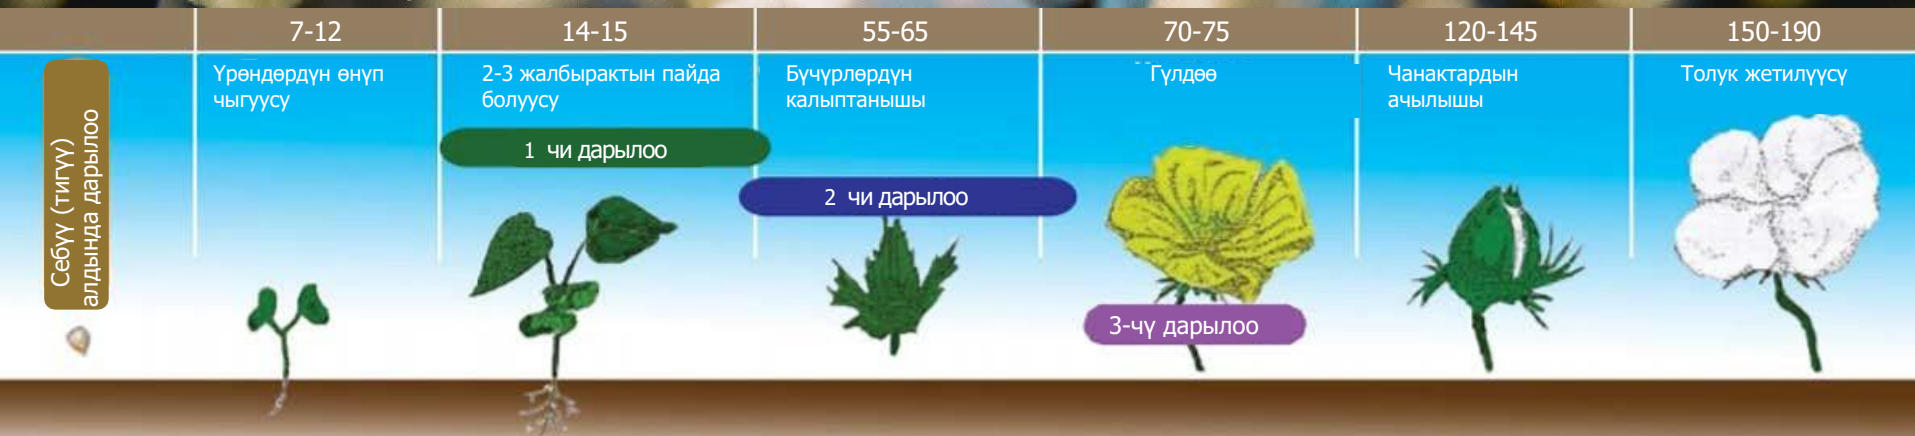 7-12
14-15
55-65
70-75
120-145
150-190
Себүү (тигүү)
алдында дарылоо
Үрөндөрдүн өнүп
чыгуусу
2-3 жалбырактын пайда
болуусу
Бүчүрлөрдүн
калыптанышы
Гүлдөө
Чанактардын
ачылышы
Толук жетилүүсү
1 чи дарылоо
2 чи дарылоо
3-чү дарылоо